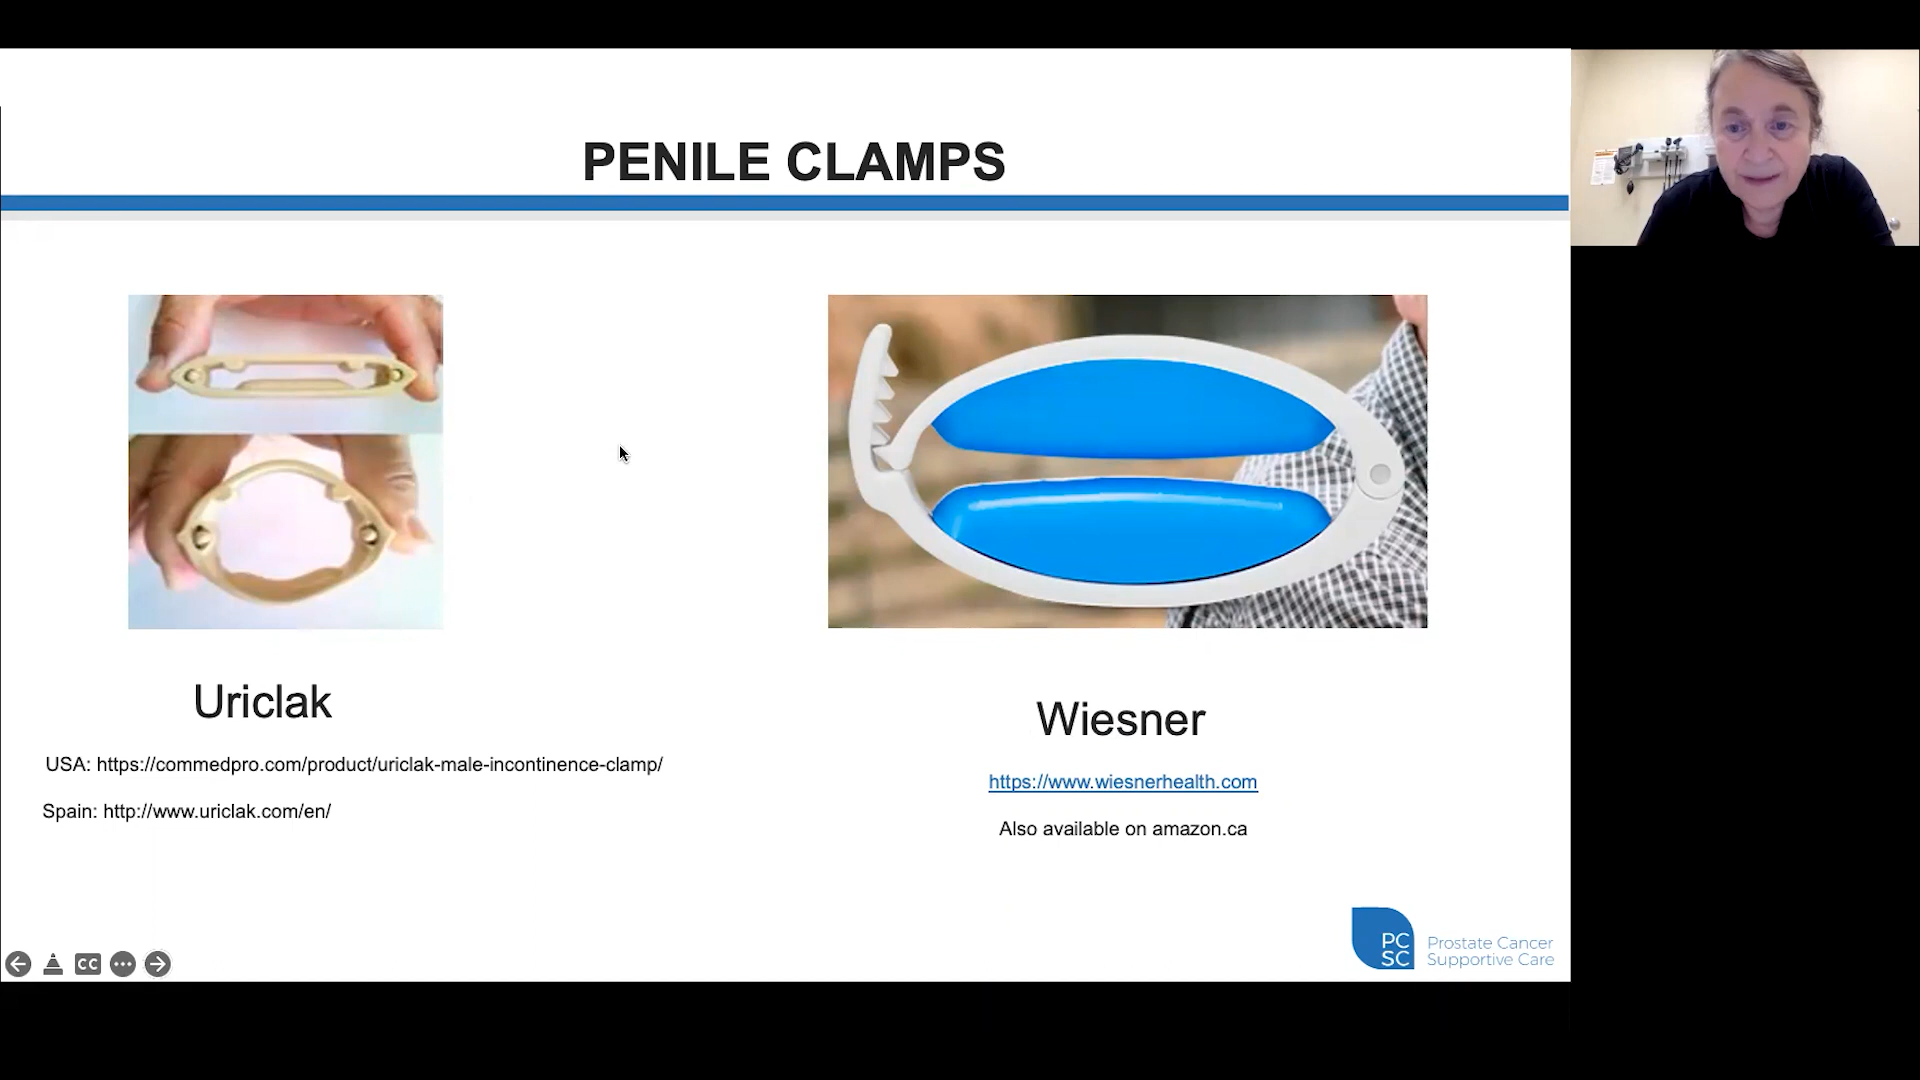 PENILE CLAMPS
Uriclak
USA: https://commedpro.com/product/uriclak-male-incontinence-clamp/
Spain: http://www.uriclak.com/en/
Wiesner
https://www.wiesnerhealth.com
Also available on amazon.ca
PC
SC
Prostate Cancer
Supportive Care
CC